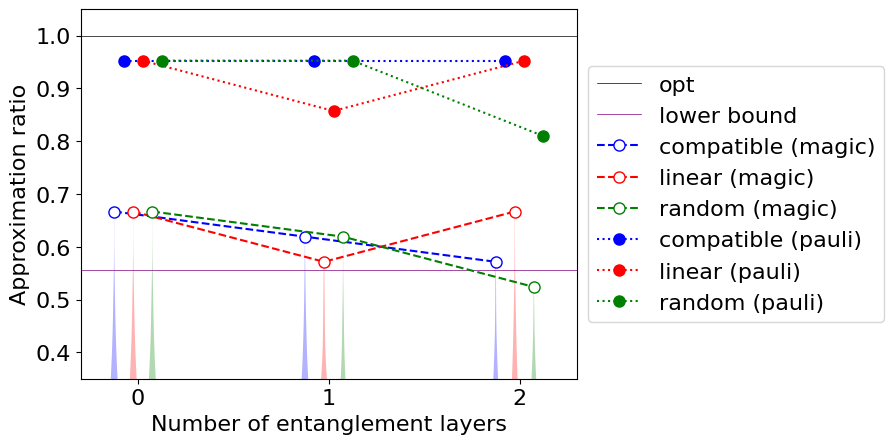 1.0
0.9
0.8
0.7
0.6
0.5
0.4
Approximation ratio
0 1 2
Number of entanglement layers
opt
lower bound
compatible (magic)
linear (magic)
random (magic)
compatible (pauli)
linear (pauli)
random (pauli)